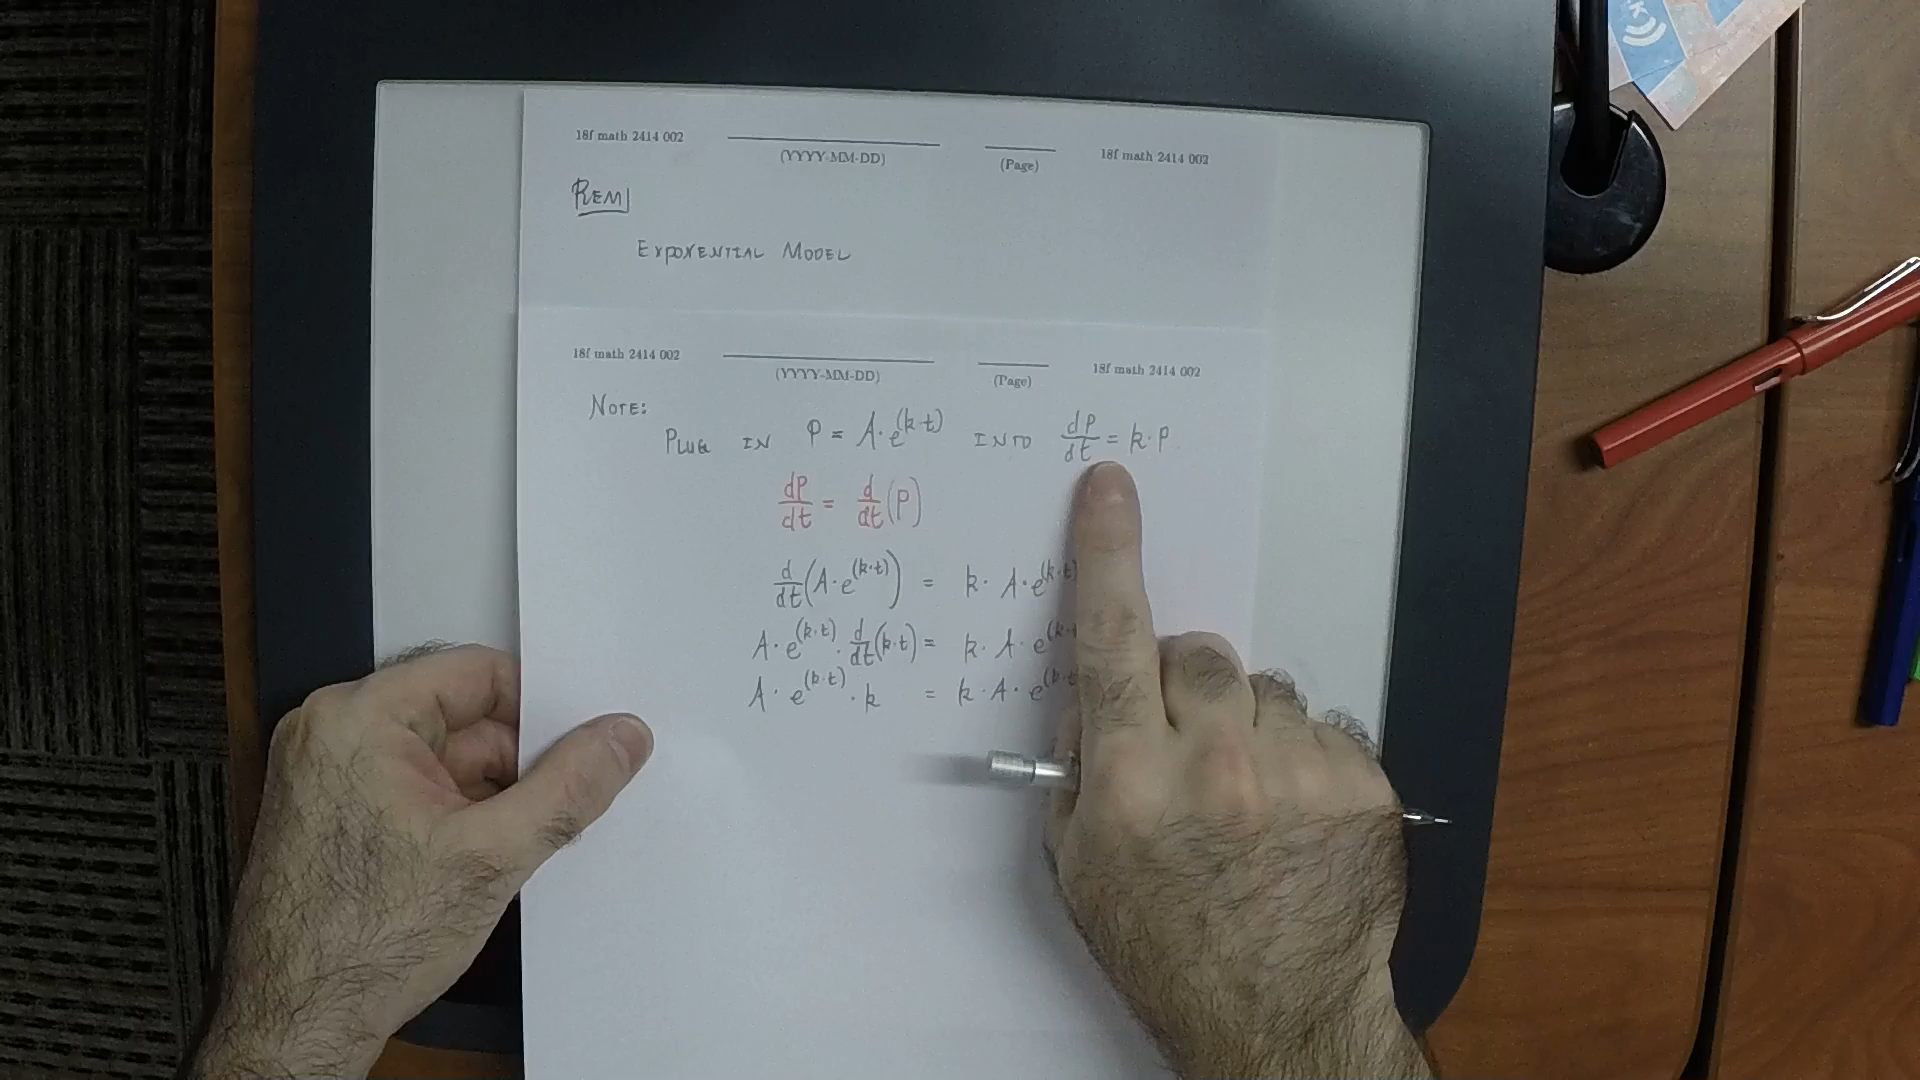 18f math 2414 002 (YYYY-MM-DD) (Page) 18f math 2414 002
REM
EXPONENTIAL MODEL
18f math 2414 002 (YYYY-MM-DD) (Page) 18f math 2414 002
NOTE:
PLUG IN P = A·e^(k·t) INTO dP/dt = k·P
dP/dt = d/dt(P)
d/dt(A·e^(k·t)) = k·A·e^(k·t)
A·e^(k·t)·d/dt(k·t) = k·A·e^(k·
A·e^(k·t)·k = k·A·e^(k·t